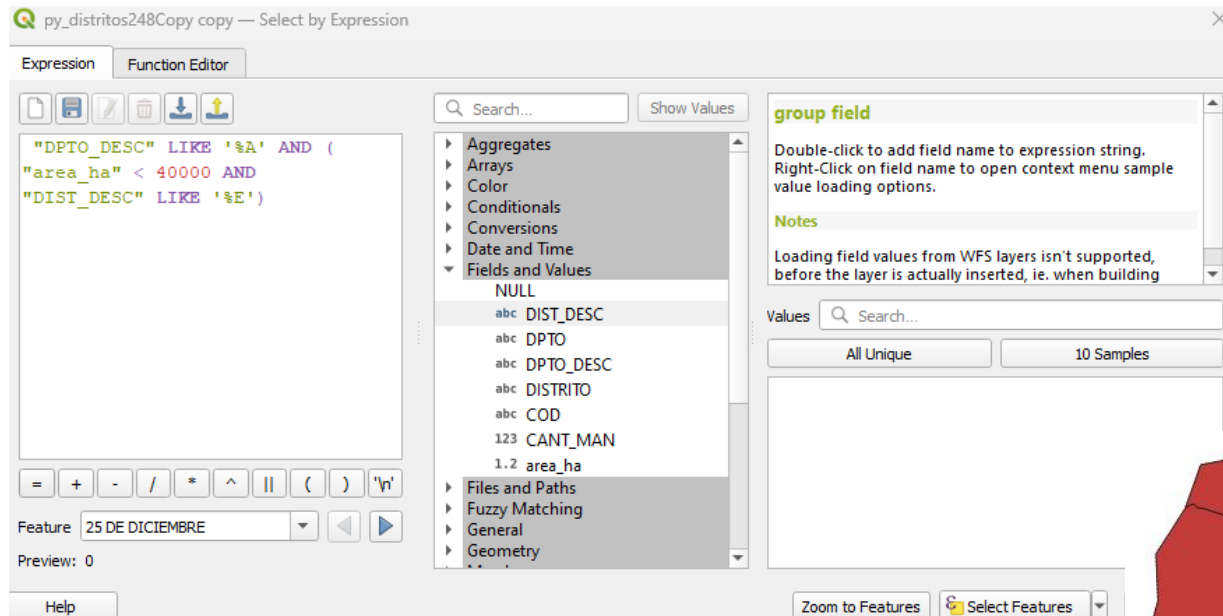 py_distritos248Copy copy — Select by Expression
Expression
Function Editor
"DPTO_DESC" LIKE '%A' AND (
"area_ha" < 40000 AND
"DIST_DESC" LIKE '%E')
= + - / * ^ || ( ) '\n'
Feature 25 DE DICIEMBRE
Preview: 0
Help
Search...
Show Values
Aggregates
Arrays
Color
Conditionals
Conversions
Date and Time
Fields and Values
NULL
abc DIST_DESC
abc DPTO
abc DPTO_DESC
abc DISTRITO
abc COD
123 CANT_MAN
1.2 area_ha
Files and Paths
Fuzzy Matching
General
Geometry
group field
Double-click to add field name to expression string.
Right-Click on field name to open context menu sample
value loading options.
Notes
Loading field values from WFS layers isn't supported,
before the layer is actually inserted, ie. when building
Values Search...
All Unique
10 Samples
Zoom to Features
Select Features